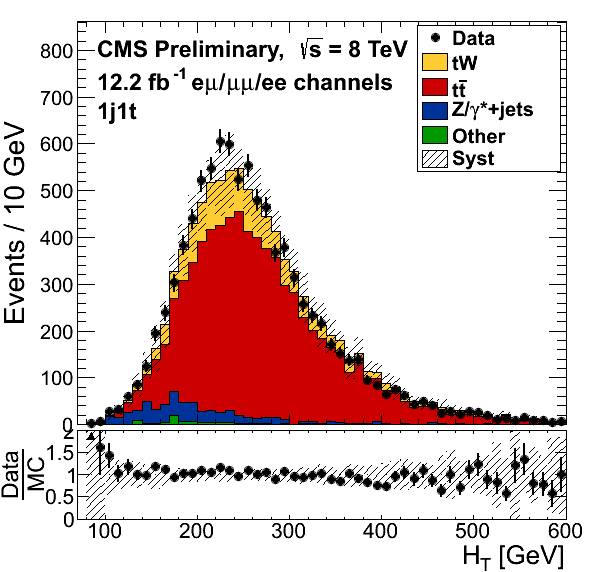 CMS Preliminary, √s = 8 TeV
12.2 fb⁻¹ eμ/μμ/ee channels
1j1t
Data
tW
tt̄
Z/γ*+jets
Other
Syst
Events / 10 GeV
800
700
600
500
400
300
200
100
0
Data
MC
2
1.5
1
0.5
0
100
200
300
400
500
600
H_T [GeV]